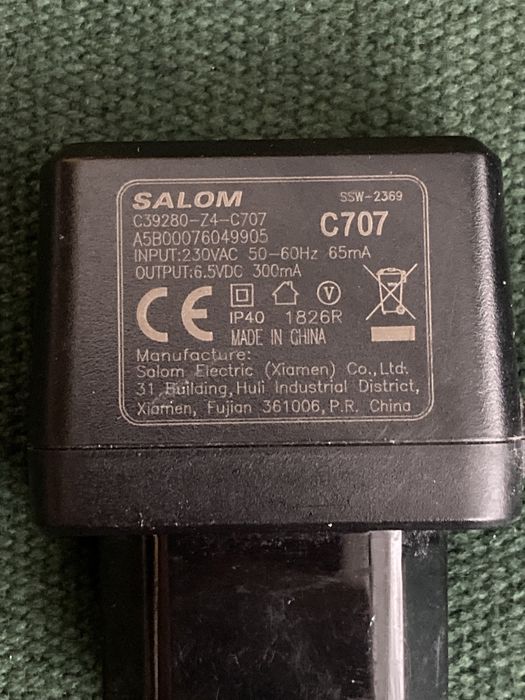 SALOM
SSW-2369
C39280-Z4-C707
C707
A5B00076049905
INPUT:230VAC 50-60Hz 65mA
OUTPUT:6.5VDC 300mA
CE
V
IP40 1826R
MADE IN CHINA
Manufacture:
Salom Electric (Xiamen) Co.,Ltd.
31 Building, Huli Industrial District,
Xiamen, Fujian 361006, P.R. China